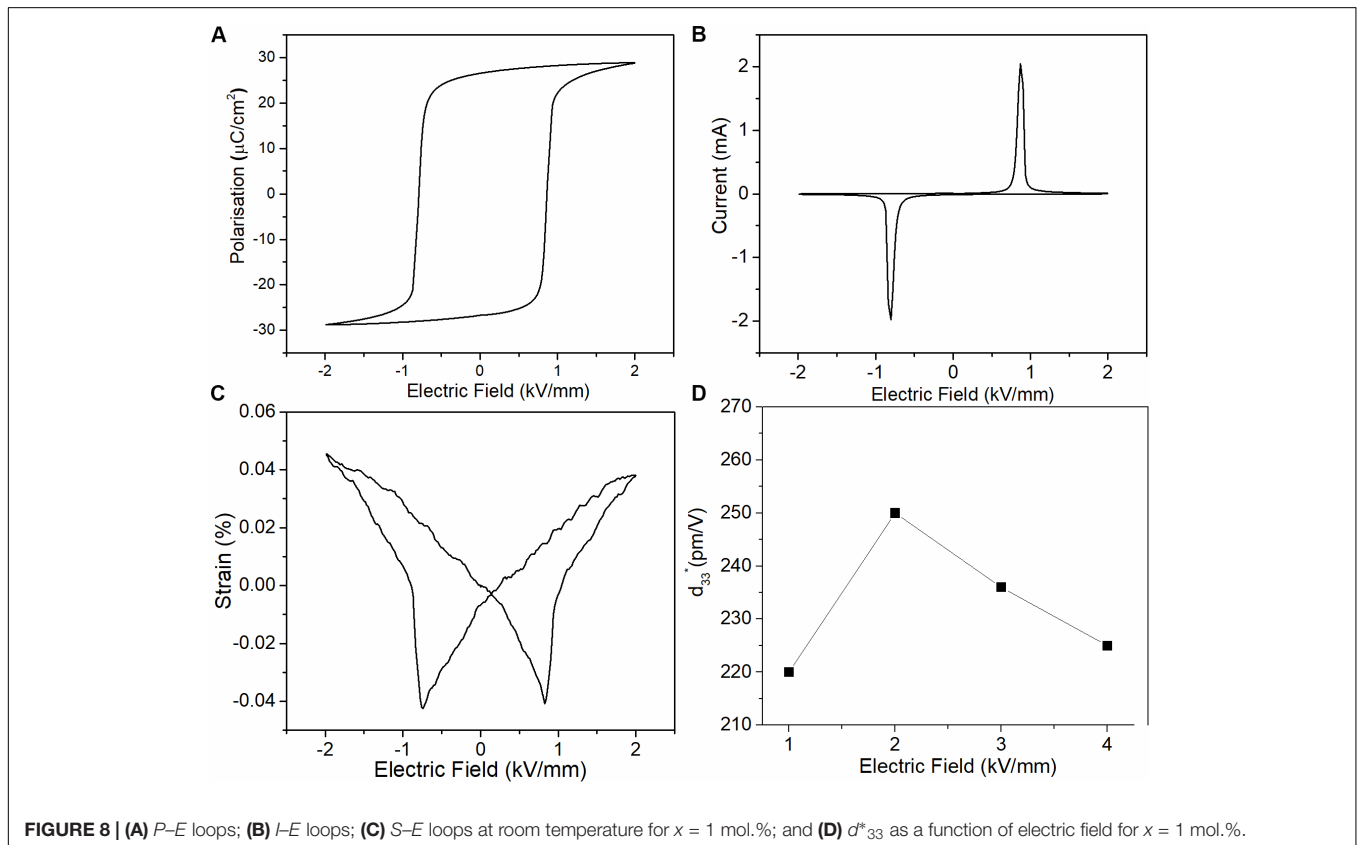 A
Polarisation (μC/cm²)
30
20
10
0
-10
-20
-30
-2 -1 0 1 2
Electric Field (kV/mm)
B
Current (mA)
2
1
0
-1
-2
-2 -1 0 1 2
Electric Field (kV/mm)
C
Strain (%)
0.06
0.04
0.02
0.00
-0.02
-0.04
-2 -1 0 1 2
Electric Field (kV/mm)
D
d₃₃* (pm/V)
270
260
250
240
230
220
210
1 2 3 4
Electric Field (kV/mm)
FIGURE 8 | (A) P–E loops; (B) I–E loops; (C) S–E loops at room temperature for x = 1 mol.%; and (D) d*₃₃ as a function of electric field for x = 1 mol.%.